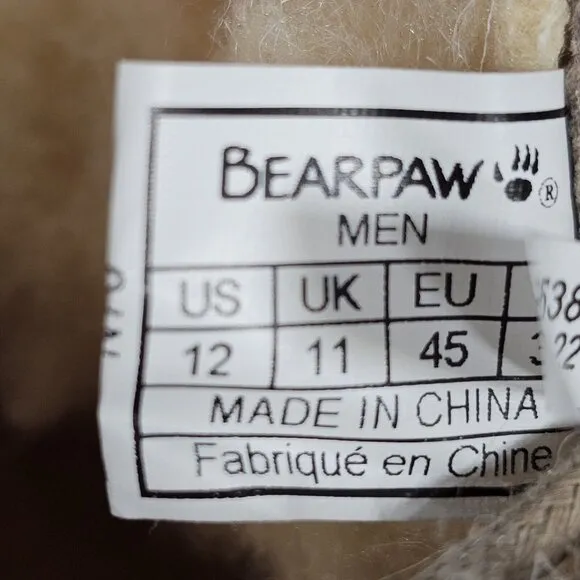 BEARPAW ®
MEN
US UK EU
12 11 45
MADE IN CHINA
Fabriqué en Chine